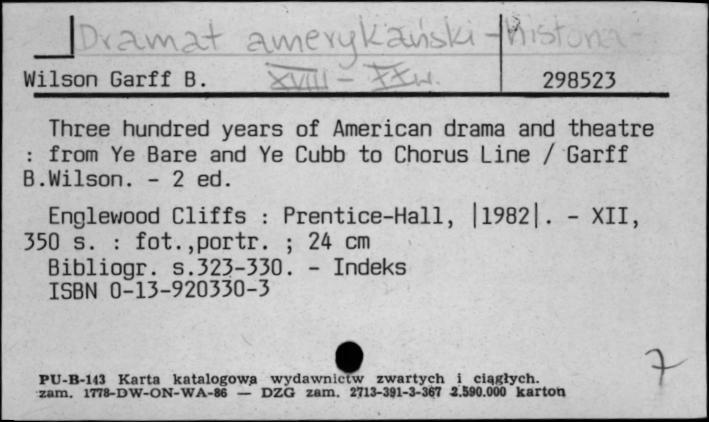 Dramat amerykański - historia -
XVIII - XXw.
Wilson Garff B.
298523
Three hundred years of American drama and theatre
: from Ye Bare and Ye Cubb to Chorus Line / Garff
B.Wilson. - 2 ed.
Englewood Cliffs : Prentice-Hall, |1982|. - XII,
350 s. : fot.,portr. ; 24 cm
Bibliogr. s.323-330. - Indeks
ISBN 0-13-920330-3
7
PU-B-143 Karta katalogowa wydawnictw zwartych i ciągłych.
zam. 1778-DW-ON-WA-86 — DZG zam. 2713-391-3-367 2.590.000 karton